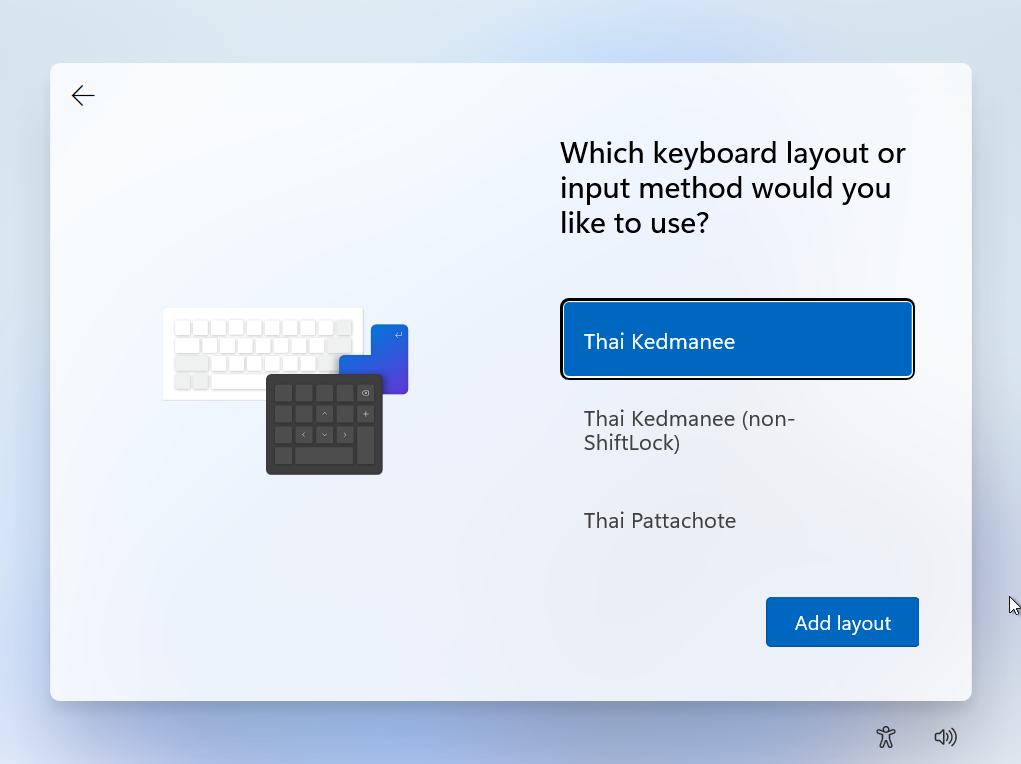 Which keyboard layout or
input method would you
like to use?
Thai Kedmanee
Thai Kedmanee (non-
ShiftLock)
Thai Pattachote
Add layout